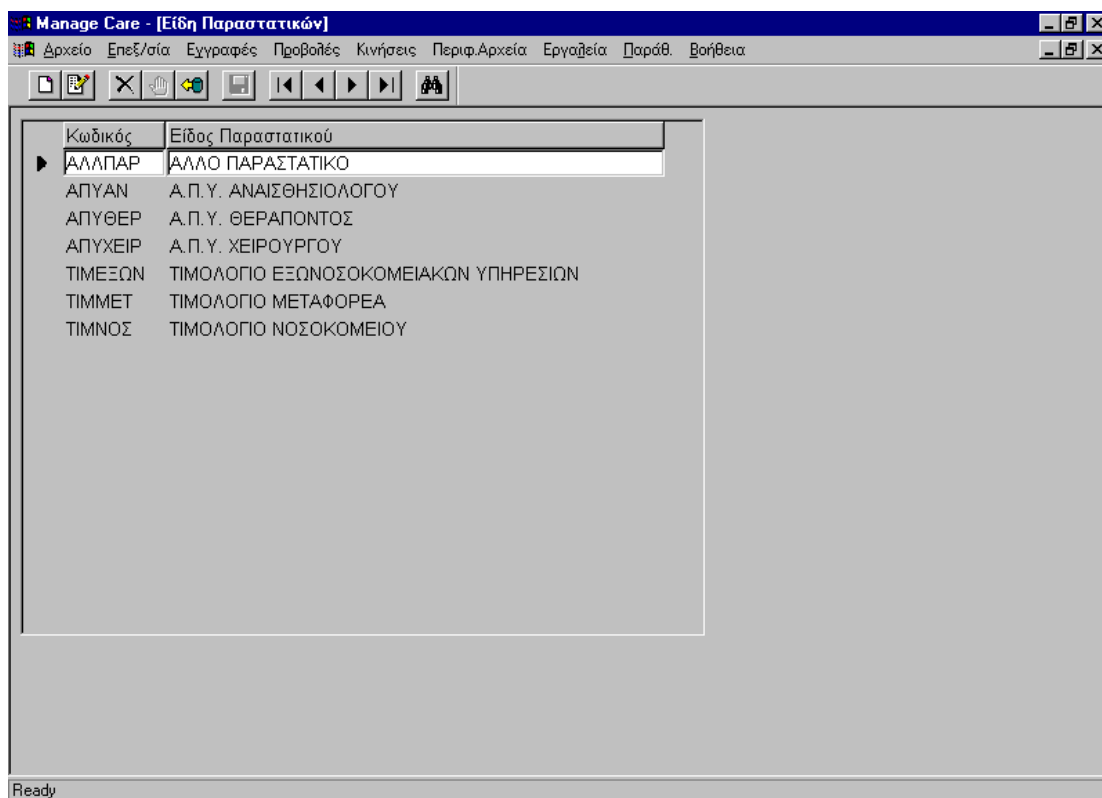 Manage Care - [Είδη Παραστατικών]
Αρχείο Επεξ/σία Εγγραφές Προβολές Κινήσεις Περιφ.Αρχεία Εργαλεία Παράθ. Βοήθεια
Κωδικός Είδος Παραστατικού
ΑΛΛΠΑΡ ΑΛΛΟ ΠΑΡΑΣΤΑΤΙΚΟ
ΑΠΥΑΝ Α.Π.Υ. ΑΝΑΙΣΘΗΣΙΟΛΟΓΟΥ
ΑΠΥΘΕΡ Α.Π.Υ. ΘΕΡΑΠΟΝΤΟΣ
ΑΠΥΧΕΙΡ Α.Π.Υ. ΧΕΙΡΟΥΡΓΟΥ
ΤΙΜΕΞΩΝ ΤΙΜΟΛΟΓΙΟ ΕΞΩΝΟΣΟΚΟΜΕΙΑΚΩΝ ΥΠΗΡΕΣΙΩΝ
ΤΙΜΜΕΤ ΤΙΜΟΛΟΓΙΟ ΜΕΤΑΦΟΡΕΑ
ΤΙΜΝΟΣ ΤΙΜΟΛΟΓΙΟ ΝΟΣΟΚΟΜΕΙΟΥ
Ready